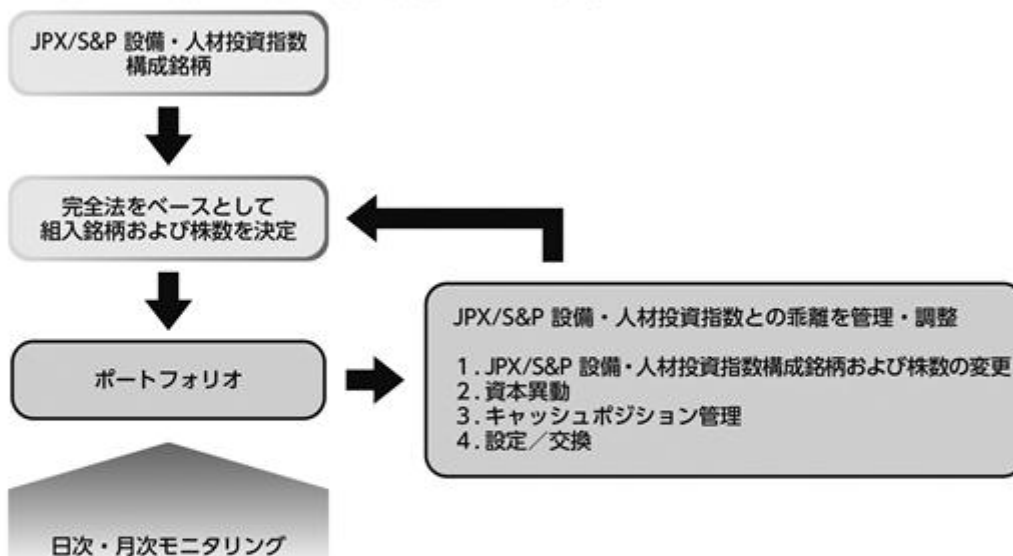 JPX/S&P 設備・人材投資指数
構成銘柄
完全法をベースとして
組入銘柄および株数を決定
ポートフォリオ
JPX/S&P 設備・人材投資指数との乖離を管理・調整
1. JPX/S&P 設備・人材投資指数構成銘柄および株数の変更
2. 資本異動
3. キャッシュポジション管理
4. 設定／交換
日次・月次モニタリング